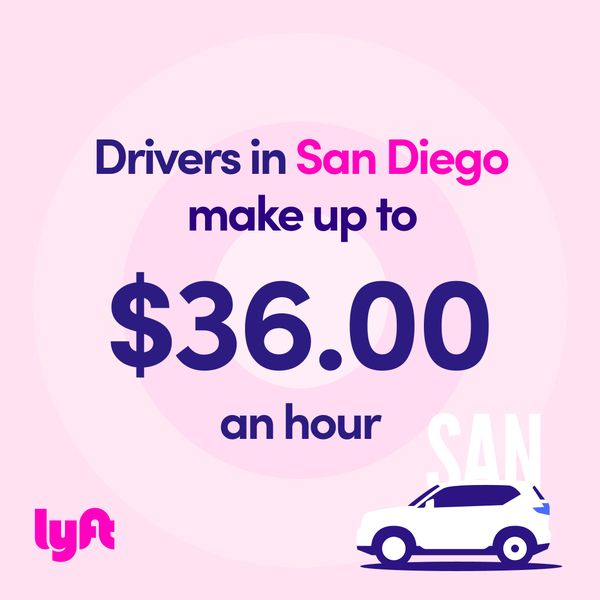 Drivers in San Diego
make up to
$36.00
an hour
SAN
lyft